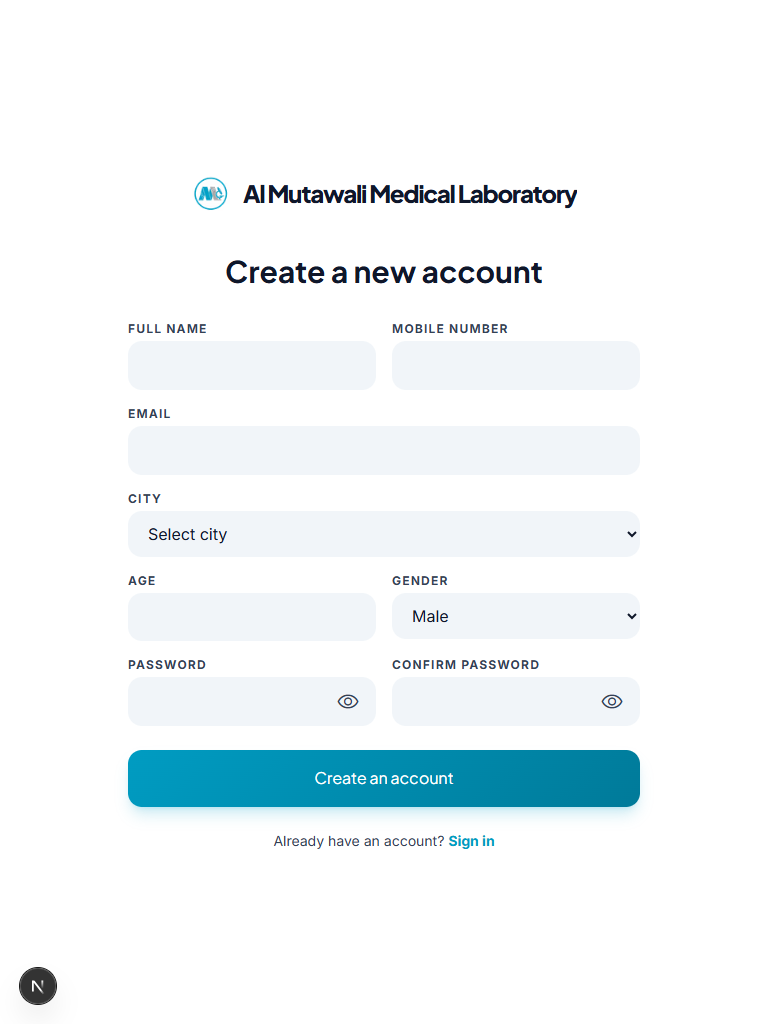 Al Mutawali Medical Laboratory
Create a new account
FULL NAME
MOBILE NUMBER
EMAIL
CITY
Select city
AGE
GENDER
Male
PASSWORD
CONFIRM PASSWORD
Create an account
Already have an account? Sign in
N